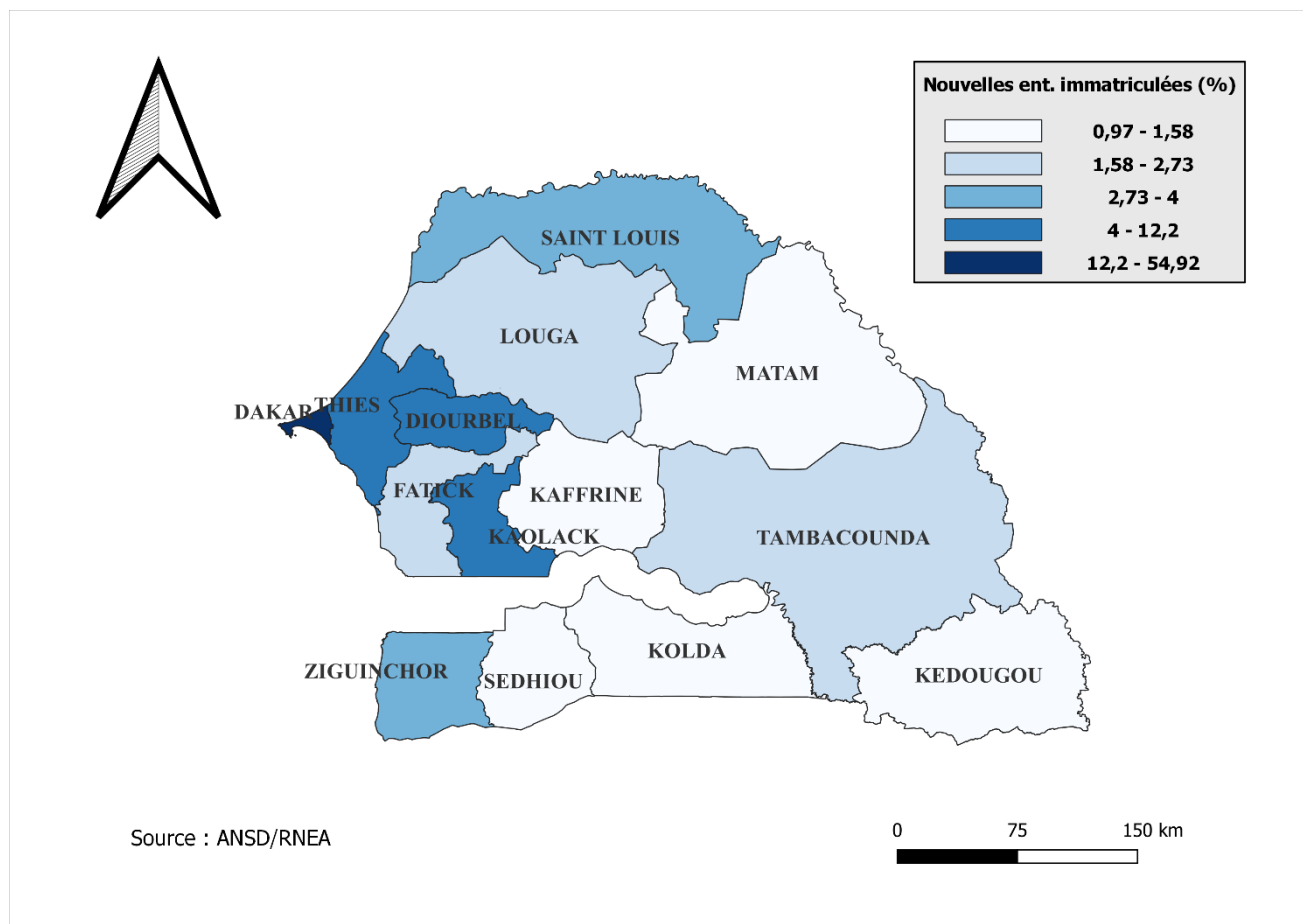 Nouvelles ent. immatriculées (%)
0,97 - 1,58
1,58 - 2,73
2,73 - 4
4 - 12,2
12,2 - 54,92
SAINT LOUIS
LOUGA
MATAM
DAKAR
THIES
DIOURBEL
FATICK
KAFFRINE
KAOLACK
TAMBACOUNDA
ZIGUINCHOR
SEDHIOU
KOLDA
KEDOUGOU
Source : ANSD/RNEA
0 75 150 km